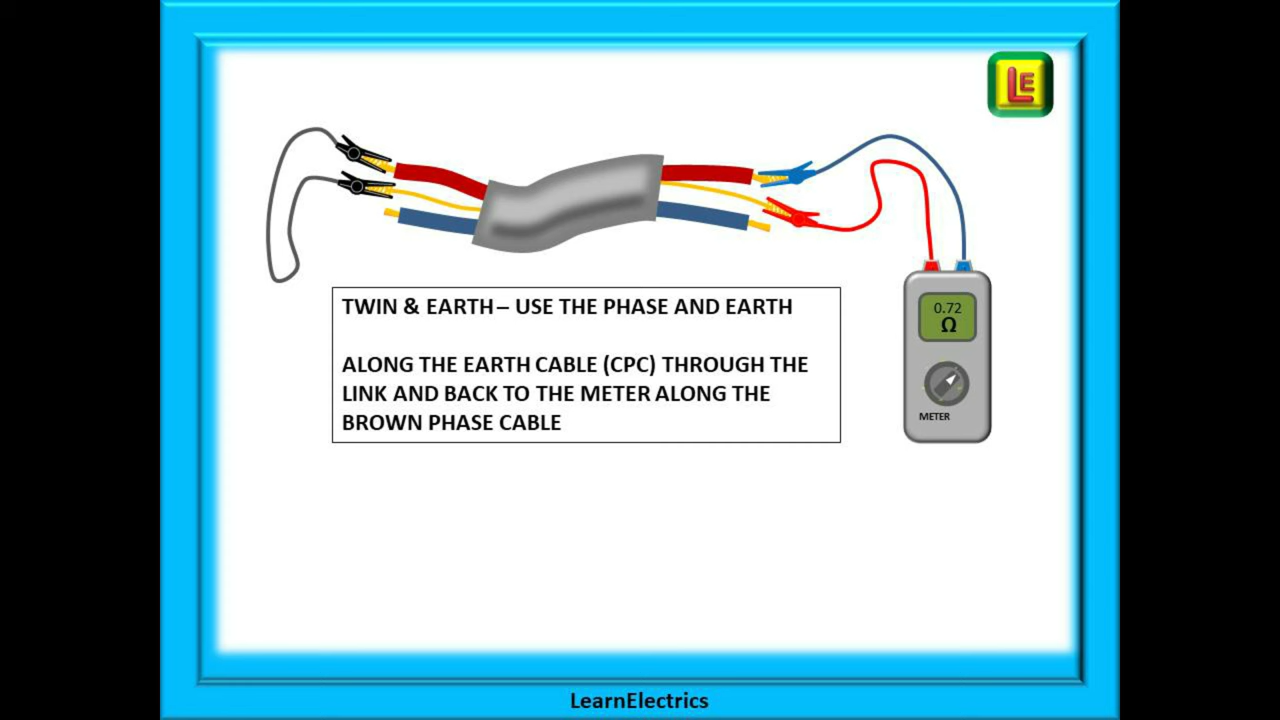 LE
TWIN & EARTH – USE THE PHASE AND EARTH
ALONG THE EARTH CABLE (CPC) THROUGH THE
LINK AND BACK TO THE METER ALONG THE
BROWN PHASE CABLE
0.72
Ω
METER
LearnElectrics